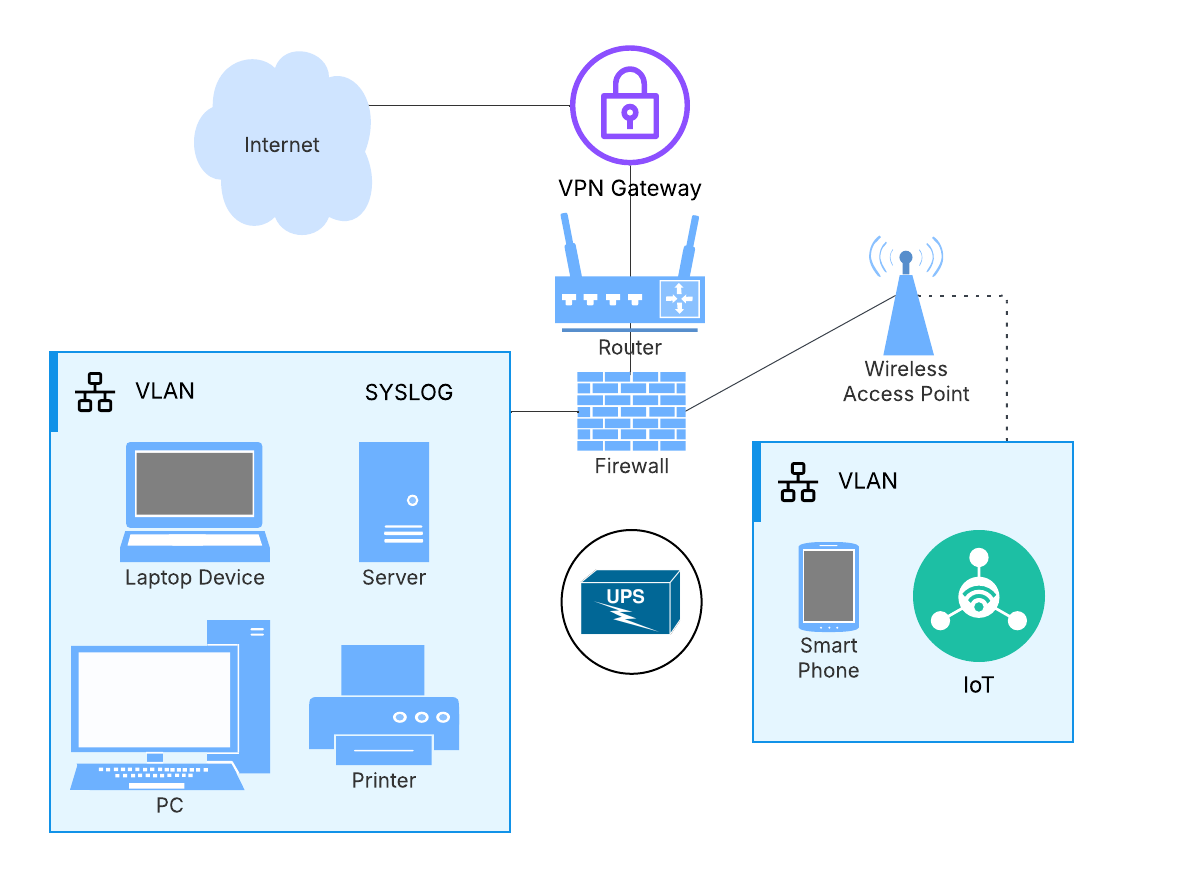 Internet
VPN Gateway
Router
Wireless
Access Point
VLAN
SYSLOG
Firewall
VLAN
Laptop Device
Server
UPS
Smart
Phone
IoT
Printer
PC